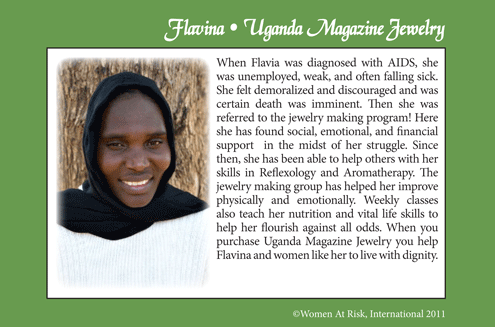 Flavina • Uganda Magazine Jewelry
When Flavia was diagnosed with AIDS, she
was unemployed, weak, and often falling sick.
She felt demoralized and discouraged and was
certain death was imminent. Then she was
referred to the jewelry making program! Here
she has found social, emotional, and financial
support in the midst of her struggle. Since
then, she has been able to help others with her
skills in Reflexology and Aromatherapy. The
jewelry making group has helped her improve
physically and emotionally. Weekly classes
also teach her nutrition and vital life skills to
help her flourish against all odds. When you
purchase Uganda Magazine Jewelry you help
Flavina and women like her to live with dignity.
©Women At Risk, International 2011